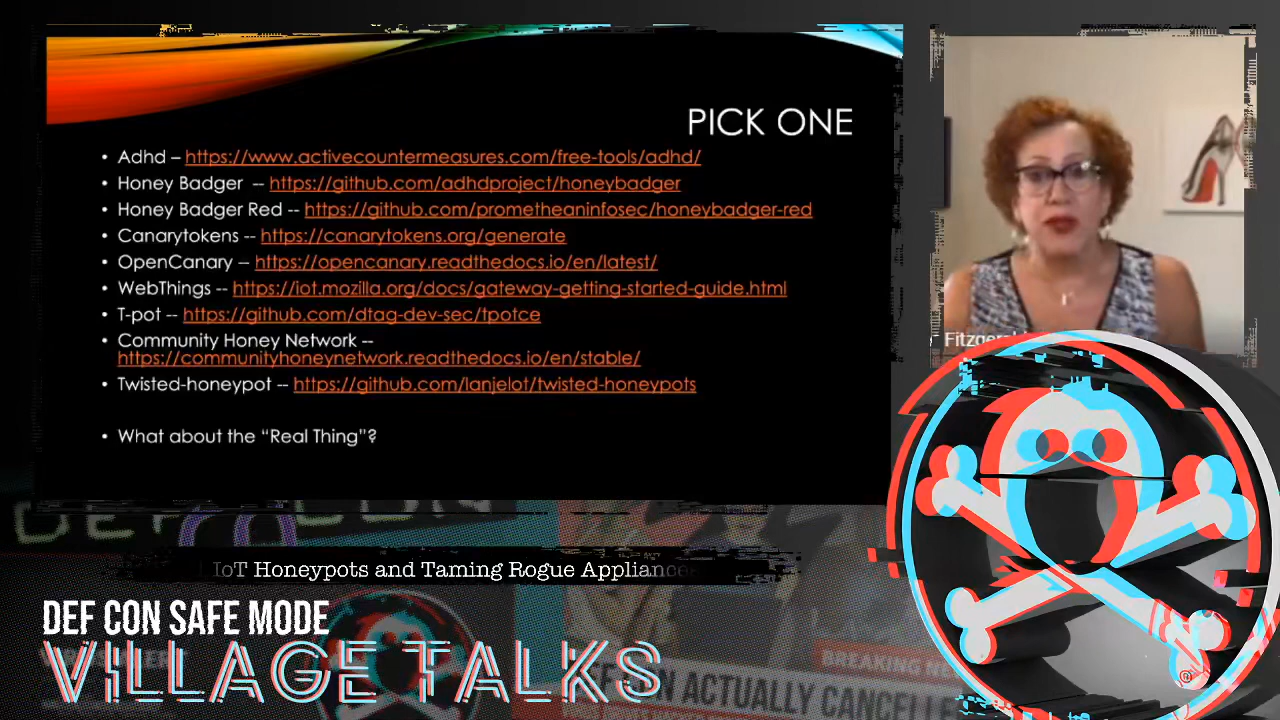 PICK ONE
• Adhd – https://www.activecountermeasures.com/free-tools/adhd/
• Honey Badger -- https://github.com/adhdproject/honeybadger
• Honey Badger Red -- https://github.com/prometheaninfosec/honeybadger-red
• Canarytokens -- https://canarytokens.org/generate
• OpenCanary – https://opencanary.readthedocs.io/en/latest/
• WebThings -- https://iot.mozilla.org/docs/gateway-getting-started-guide.html
• T-pot -- https://github.com/dtag-dev-sec/tpotce
• Community Honey Network --
https://communityhoneynetwork.readthedocs.io/en/stable/
• Twisted-honeypot -- https://github.com/lanjelot/twisted-honeypots
• What about the “Real Thing”?
IoT Honeypots and Taming Rogue Appliance
DEF CON SAFE MODE
VILLAGE TALKS
BREAKING
ACTUALLY